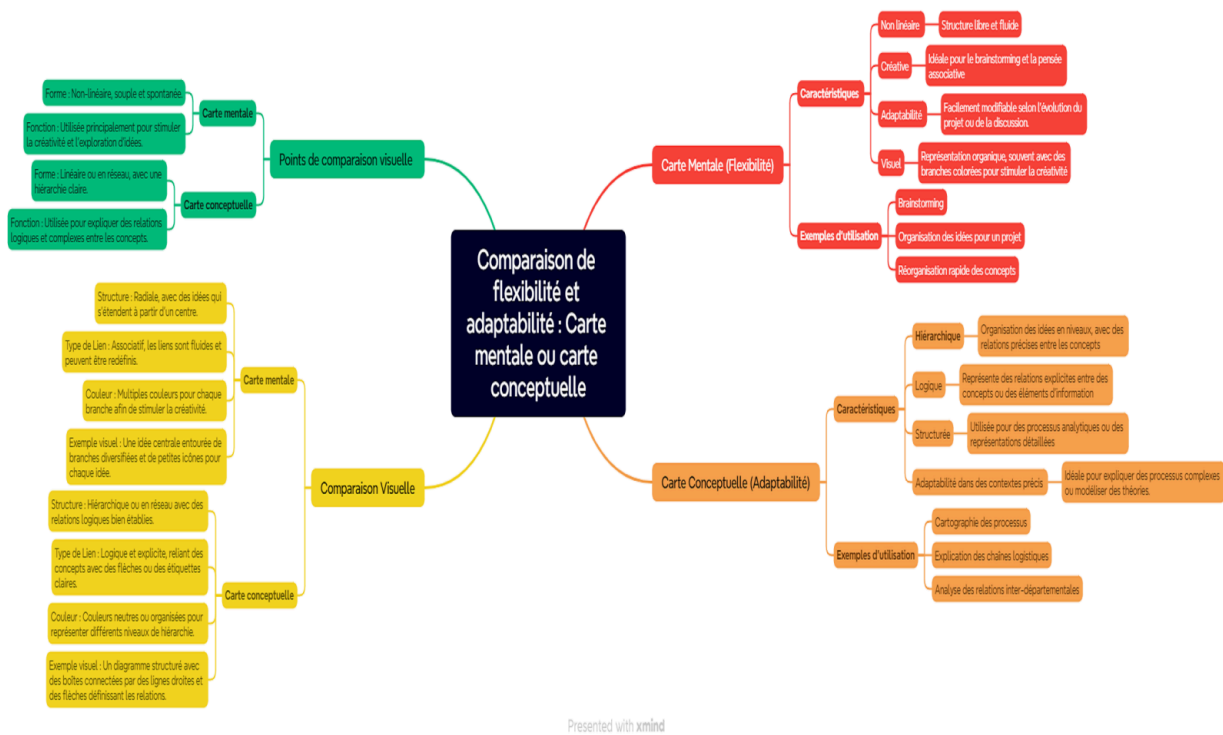 Comparaison de
flexibilité et
adaptabilité : Carte
mentale ou carte
conceptuelle
Carte Mentale (Flexibilité)
Caractéristiques
Non linéaire
Structure libre et fluide
Créative
Idéale pour le brainstorming et la pensée
associative
Adaptabilité
Facilement modifiable selon l'évolution du
projet ou de la discussion.
Visuel
Représentation organique, souvent avec des
branches colorées pour stimuler la créativité
Exemples d'utilisation
Brainstorming
Organisation des idées pour un projet
Réorganisation rapide des concepts
Carte Conceptuelle (Adaptabilité)
Caractéristiques
Hiérarchique
Organisation des idées en niveaux, avec des
relations précises entre les concepts
Logique
Représente des relations explicites entre des
concepts ou des éléments d'information
Structurée
Utilisée pour des processus analytiques ou des
représentations détaillées
Adaptabilité dans des contextes précis
Idéale pour expliquer des processus complexes
ou modéliser des théories.
Exemples d'utilisation
Cartographie des processus
Explication des chaînes logistiques
Analyse des relations inter-départementales
Points de comparaison visuelle
Carte mentale
Forme : Non-linéaire, souple et spontanée.
Fonction : Utilisée principalement pour stimuler
la créativité et l'exploration d'idées.
Carte conceptuelle
Forme : Linéaire ou en réseau, avec une
hiérarchie claire.
Fonction : Utilisée pour expliquer des relations
logiques et complexes entre les concepts.
Comparaison Visuelle
Carte mentale
Structure : Radiale, avec des idées qui
s'étendent à partir d'un centre.
Type de Lien : Associatif, les liens sont fluides et
peuvent être redéfinis.
Couleur : Multiples couleurs pour chaque
branche afin de stimuler la créativité.
Exemple visuel : Une idée centrale entourée de
branches diversifiées et de petites icônes pour
chaque idée.
Carte conceptuelle
Structure : Hiérarchique ou en réseau avec des
relations logiques bien établies.
Type de Lien : Logique et explicite, reliant des
concepts avec des flèches ou des étiquettes
claires.
Couleur : Couleurs neutres ou organisées pour
représenter différents niveaux de hiérarchie.
Exemple visuel : Un diagramme structuré avec
des boîtes connectées par des lignes droites et
des flèches définissant les relations.
Presented with xmind